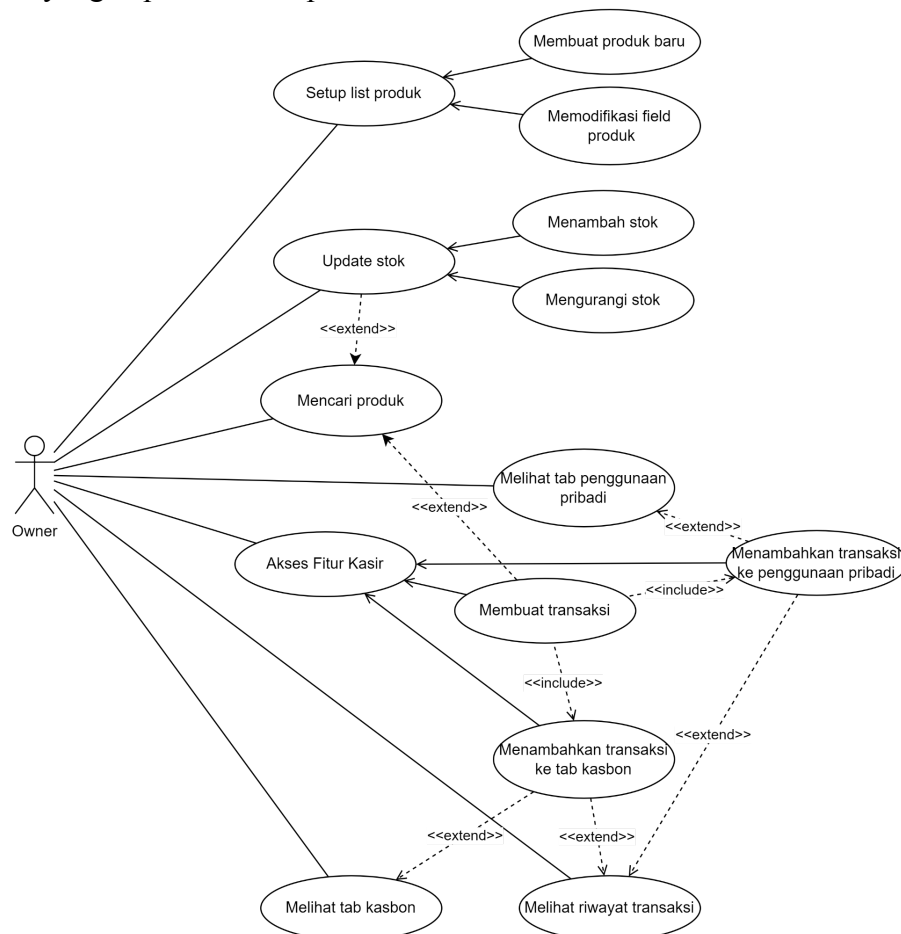 Membuat produk baru
Setup list produk
Memodifikasi field
produk
Menambah stok
Update stok
Mengurangi stok
<<extend>>
Mencari produk
Melihat tab penggunaan
pribadi
<<extend>>
<<extend>>
Owner
Akses Fitur Kasir
Menambahkan transaksi
ke penggunaan pribadi
<<include>>
Membuat transaksi
<<include>>
Menambahkan transaksi
ke tab kasbon
<<extend>>
<<extend>>
<<extend>>
Melihat tab kasbon
Melihat riwayat transaksi